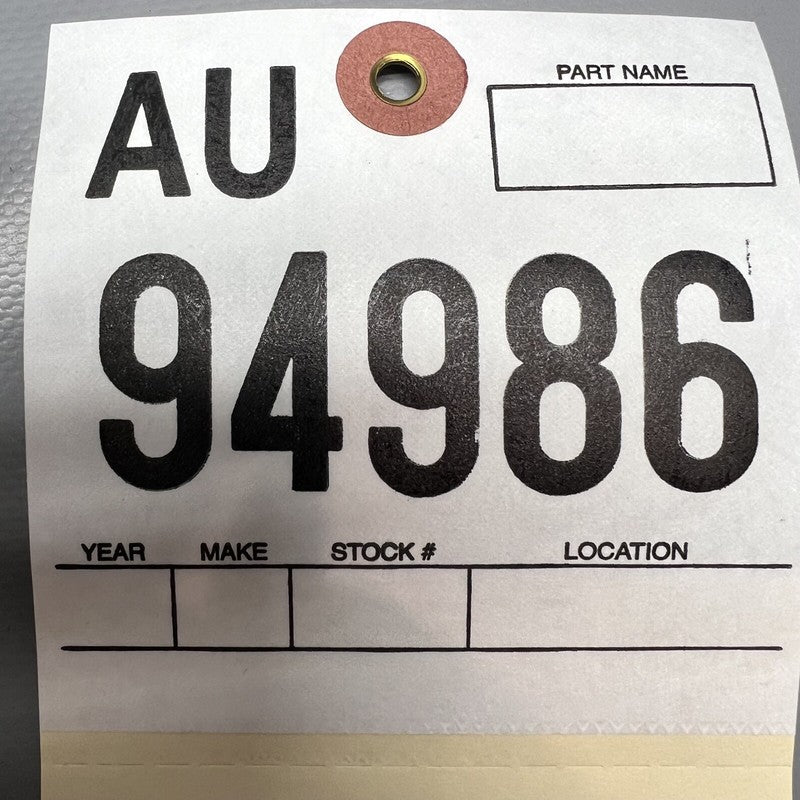 AU
PART NAME
94986
YEAR MAKE STOCK # LOCATION